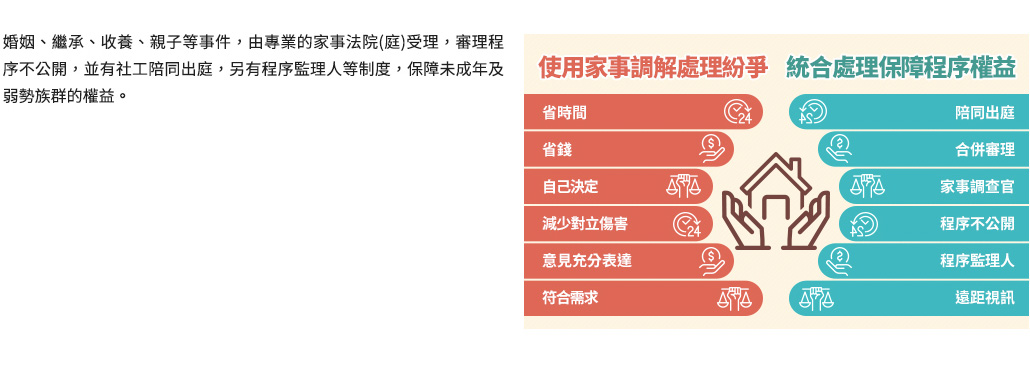 婚姻、繼承、收養、親子等事件，由專業的家事法院(庭)受理，審理程
序不公開，並有社工陪同出庭，另有程序監理人等制度，保障未成年及
弱勢族群的權益。
使用家事調解處理紛爭
省時間
24
省錢
$
自己決定
減少對立傷害
24
意見充分表達
$
符合需求
統合處理保障程序權益
24
陪同出庭
$
合併審理
家事調查官
24
程序不公開
$
程序監理人
遠距視訊